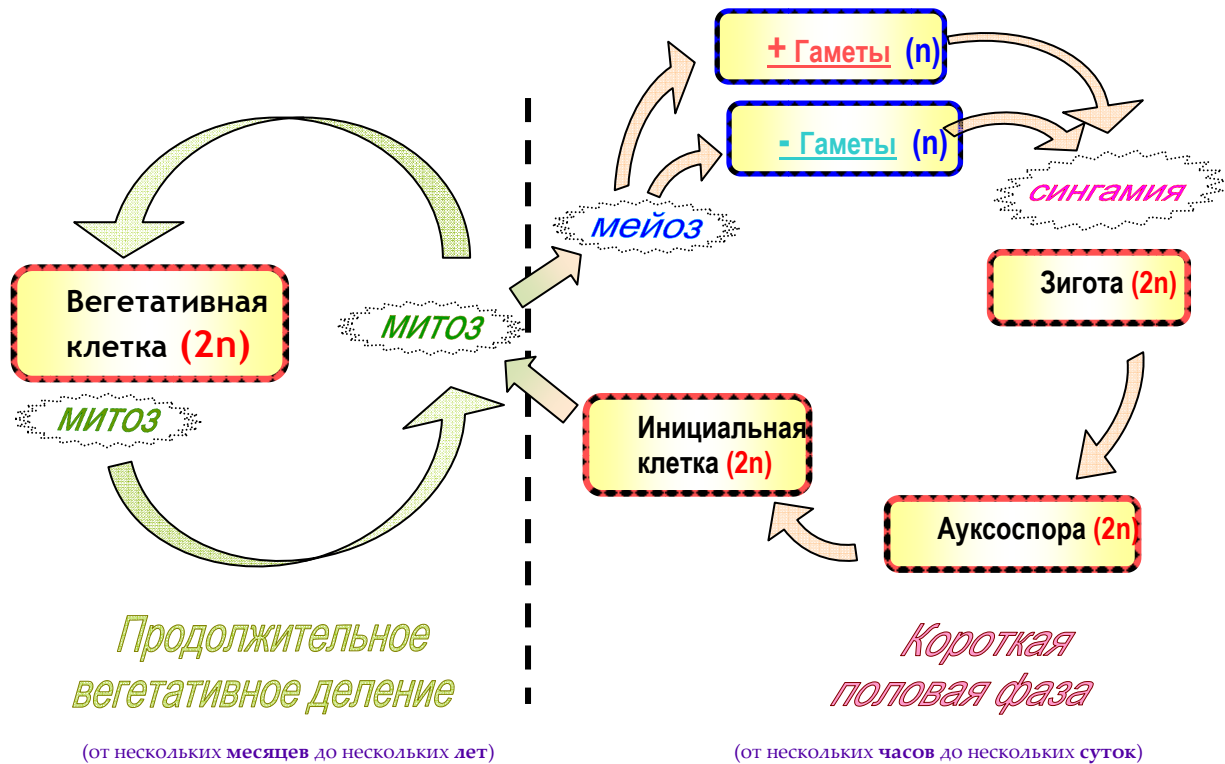 + Гаметы (n)
- Гаметы (n)
мейоз
сингамия
Вегетативная
клетка (2n)
митоз
митоз
Зигота (2n)
Инициальная
клетка (2n)
Ауксоспора (2n)
Продолжительное
вегетативное деление
(от нескольких месяцев до нескольких лет)
Короткая
половая фаза
(от нескольких часов до нескольких суток)